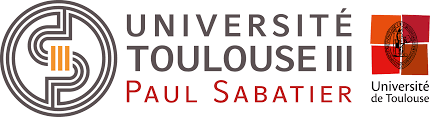 UNIVERSITÉ
TOULOUSE III
PAUL SABATIER
Université
de Toulouse